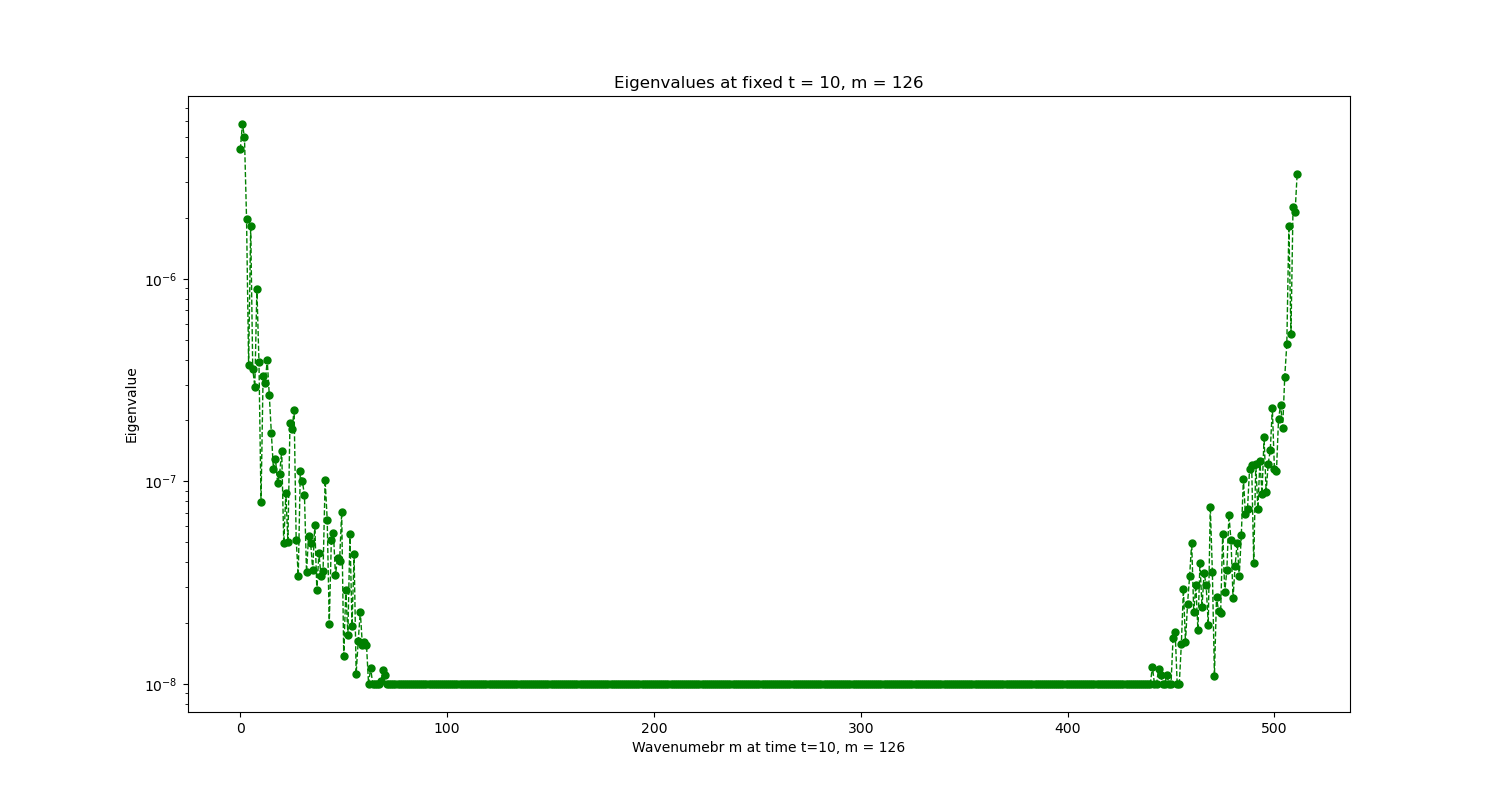 Eigenvalues at fixed t = 10, m = 126
10⁻⁶
10⁻⁷
10⁻⁸
Eigenvalue
0 100 200 300 400 500
Wavenumebr m at time t=10, m = 126